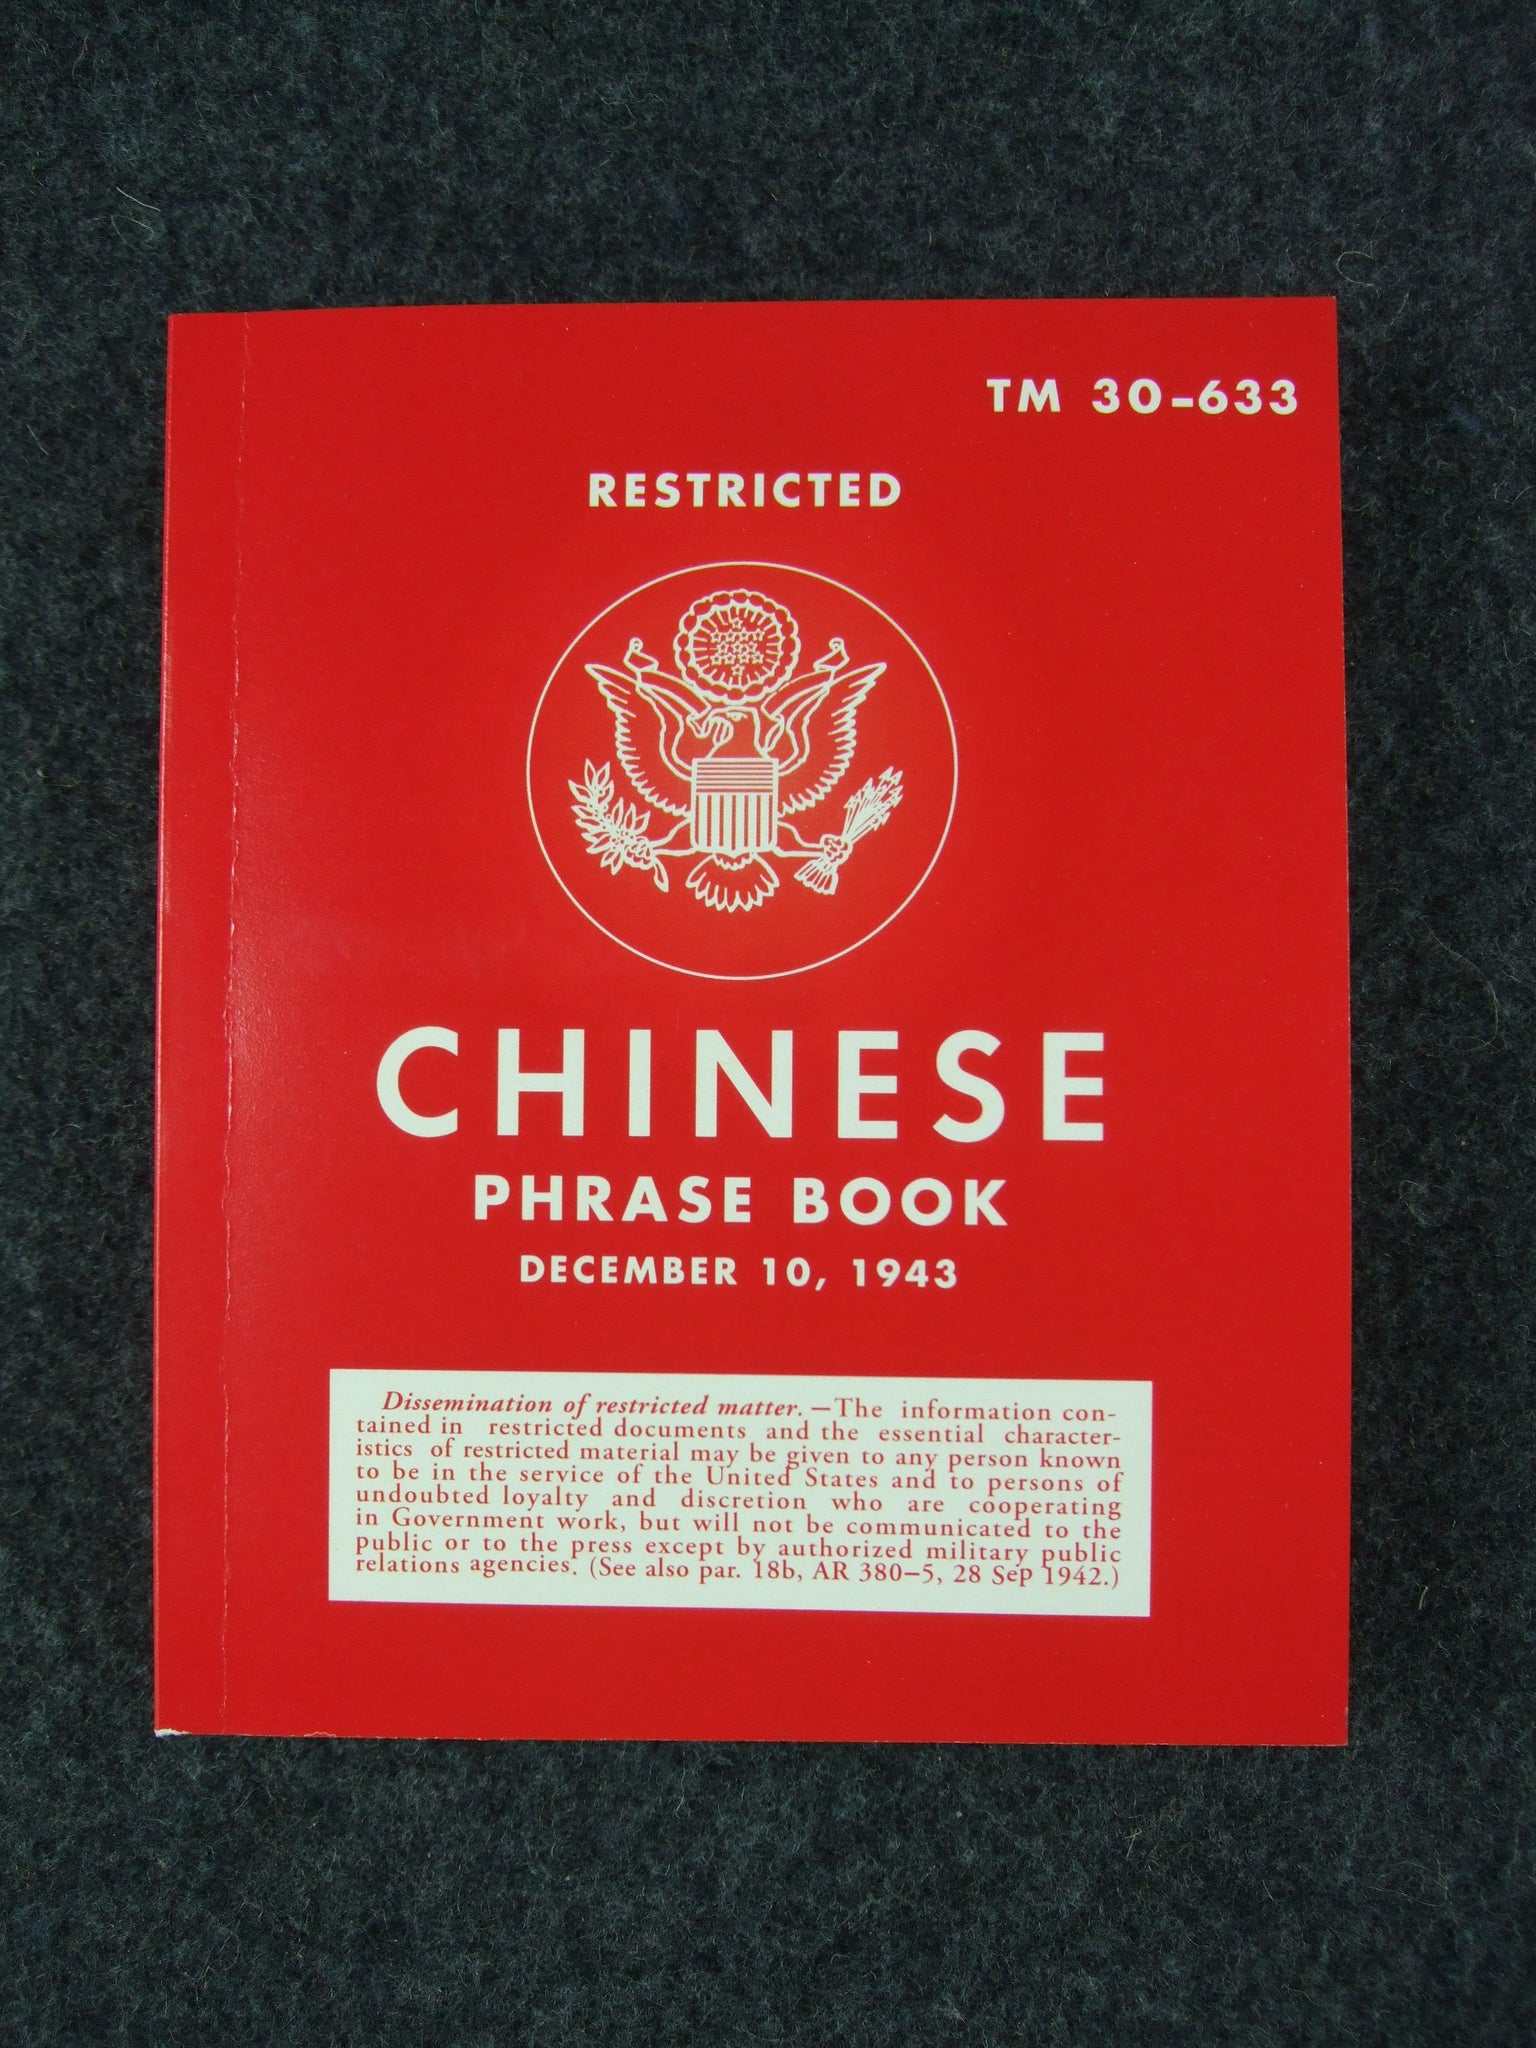 TM 30-633
RESTRICTED
CHINESE
PHRASE BOOK
DECEMBER 10, 1943
Dissemination of restricted matter. —The information con-
tained in restricted documents and the essential character-
istics of restricted material may be given to any person known
to be in the service of the United States and to persons of
undoubted loyalty and discretion who are cooperating
in Government work, but will not be communicated to the
public or to the press except by authorized military public
relations agencies. (See also par. 18b, AR 380–5, 28 Sep 1942.)